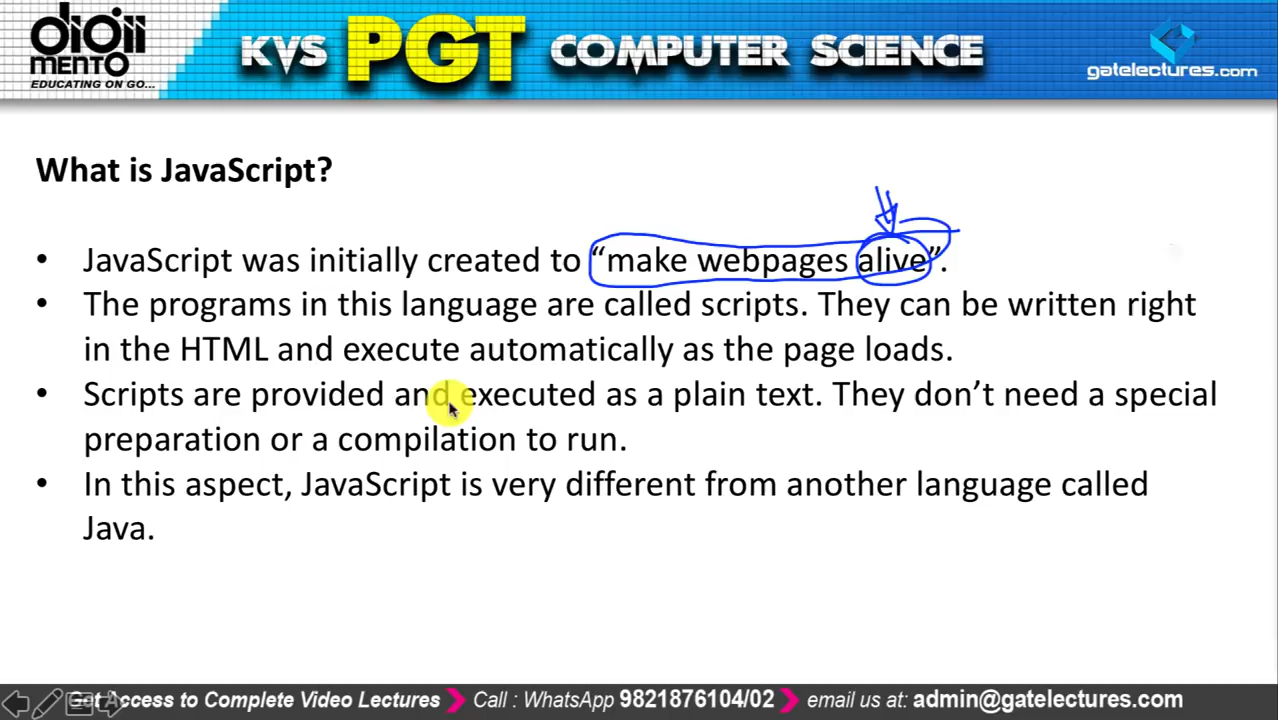 digii
MENTO
EDUCATING ON GO...
KVS PGT COMPUTER SCIENCE
gatelectures.com
What is JavaScript?
• JavaScript was initially created to “make webpages alive”.
• The programs in this language are called scripts. They can be written right
in the HTML and execute automatically as the page loads.
• Scripts are provided and executed as a plain text. They don’t need a special
preparation or a compilation to run.
• In this aspect, JavaScript is very different from another language called
Java.
Get Access to Complete Video Lectures Call : WhatsApp 9821876104/02 email us at: admin@gatelectures.com